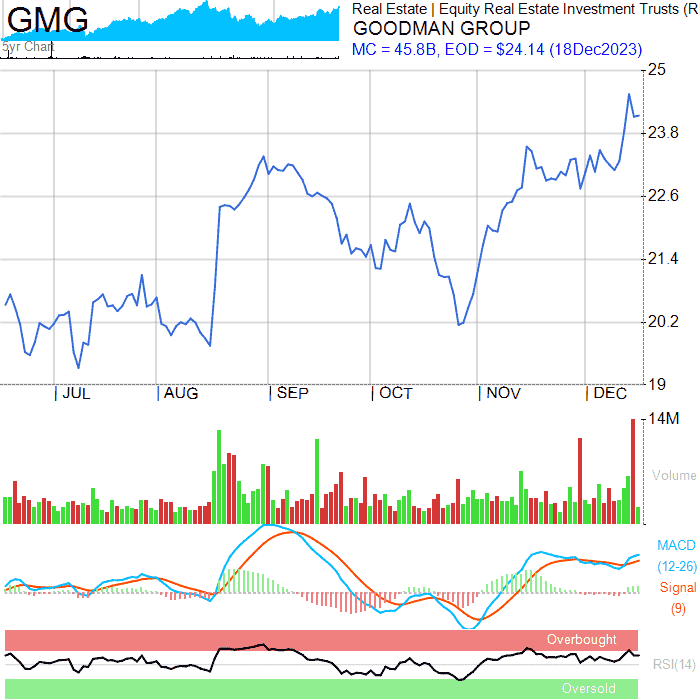 GMG
5yr Chart
Real Estate | Equity Real Estate Investment Trusts (R
GOODMAN GROUP
MC = 45.8B, EOD = $24.14 (18Dec2023)
25
23.8
22.6
21.4
20.2
19
| JUL | AUG | SEP | OCT | NOV | DEC
14M
Volume
MACD
(12-26)
Signal
(9)
Overbought
RSI(14)
Oversold